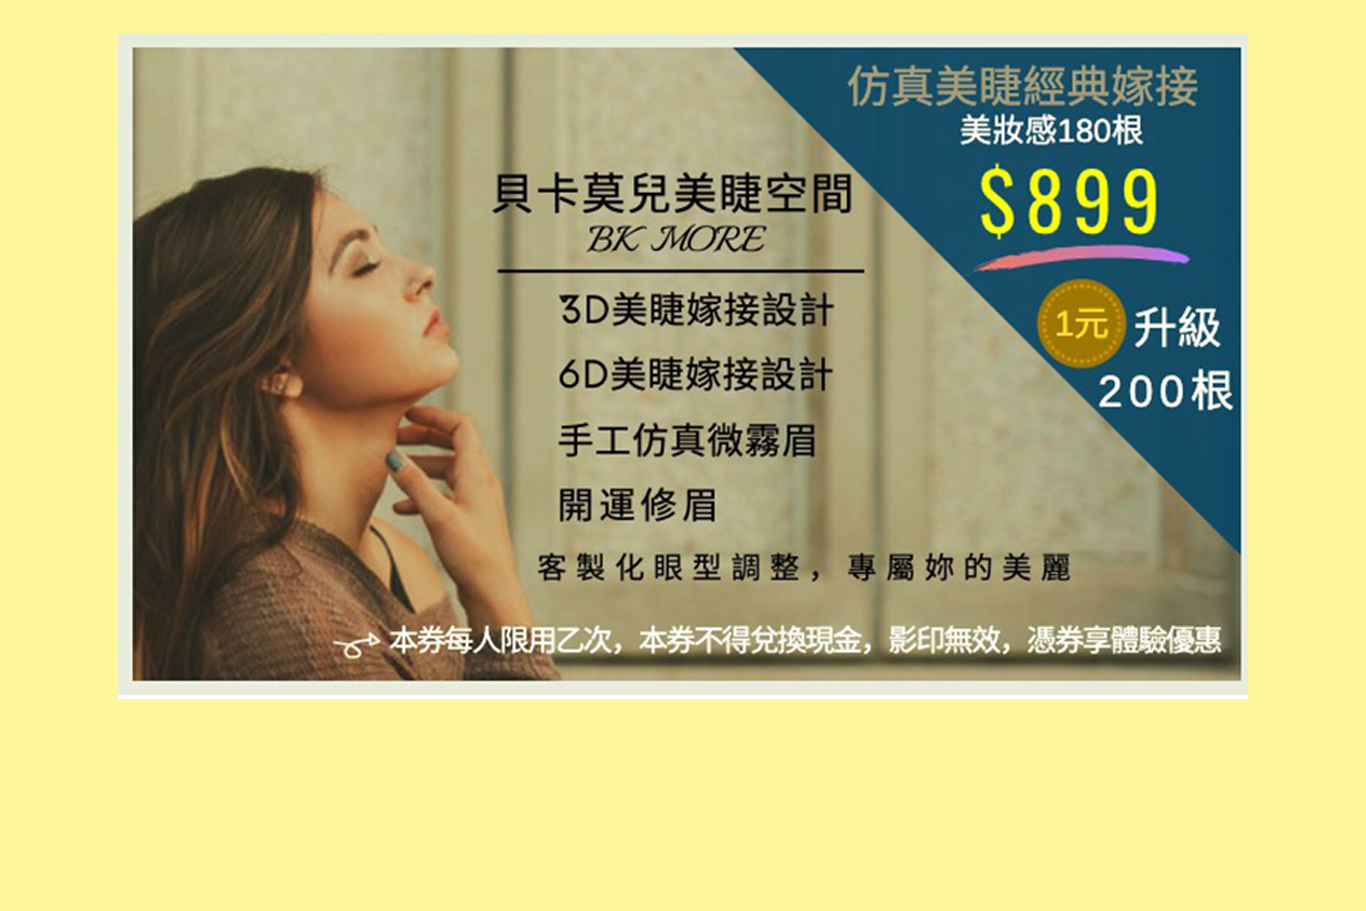 仿真美睫經典嫁接
美妝感180根
$899
1元 升級
200根
貝卡莫兒美睫空間
BK MORE
3D美睫嫁接設計
6D美睫嫁接設計
手工仿真微霧眉
開運修眉
客製化眼型調整，專屬妳的美麗
本券每人限用乙次，本券不得兌換現金，影印無效，憑券享體驗優惠